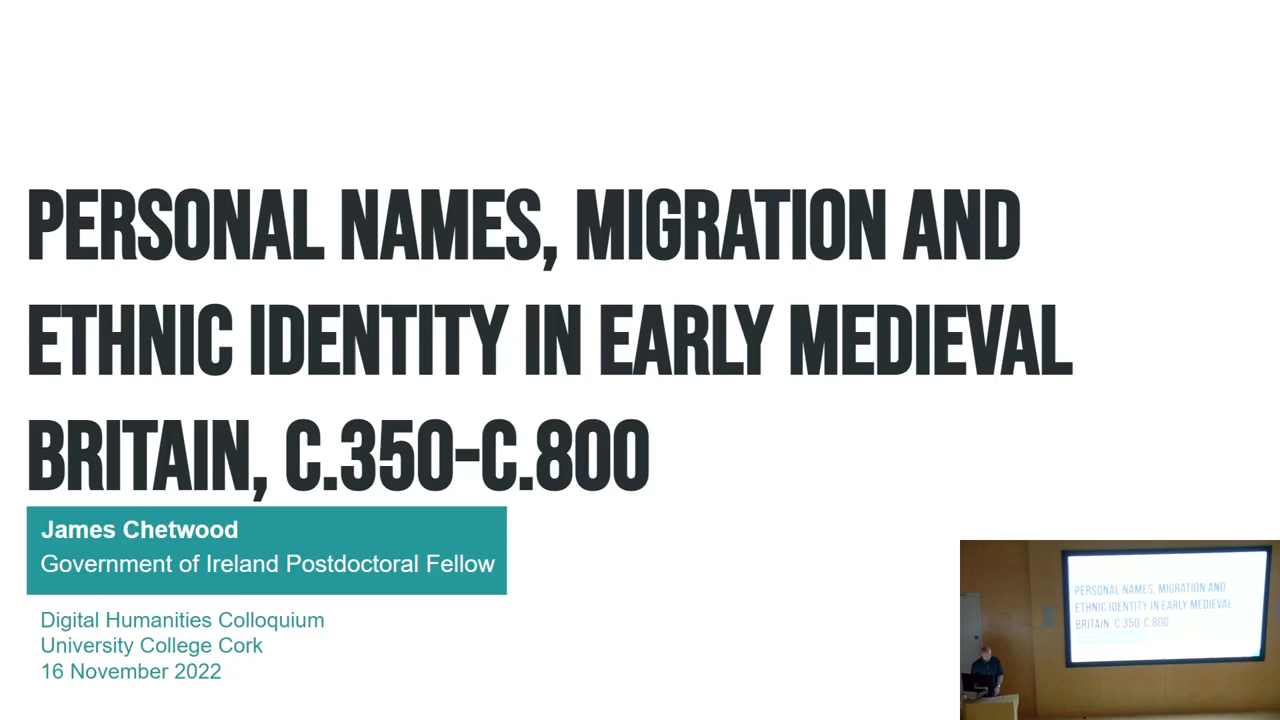 PERSONAL NAMES, MIGRATION AND
ETHNIC IDENTITY IN EARLY MEDIEVAL
BRITAIN, C.350-C.800
James Chetwood
Government of Ireland Postdoctoral Fellow
Digital Humanities Colloquium
University College Cork
16 November 2022
PERSONAL NAMES, MIGRATION AND
ETHNIC IDENTITY IN EARLY MEDIEVAL
BRITAIN, C.350-C.800